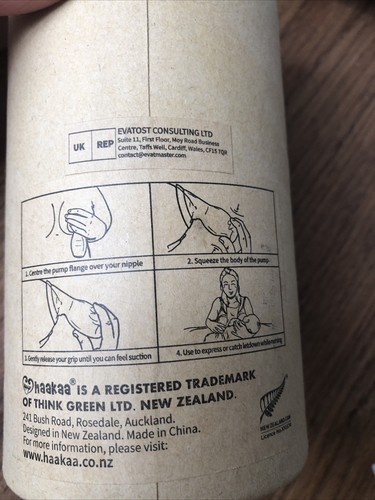 UK REP
EVATOST CONSULTING LTD
Suite 11, First Floor, Moy Road Business
Centre, Taffs Well, Cardiff, Wales, CF15 7QR
contact@evatmaster.com
1. Centre the pump flange over your nipple
2. Squeeze the body of the pump
3. Gently release your grip until you can feel suction
4. Use to express or catch letdown while nursing
haakaa® IS A REGISTERED TRADEMARK
OF THINK GREEN LTD. NEW ZEALAND.
241 Bush Road, Rosedale, Auckland.
Designed in New Zealand. Made in China.
For more information, please visit:
www.haakaa.co.nz
Licence No.